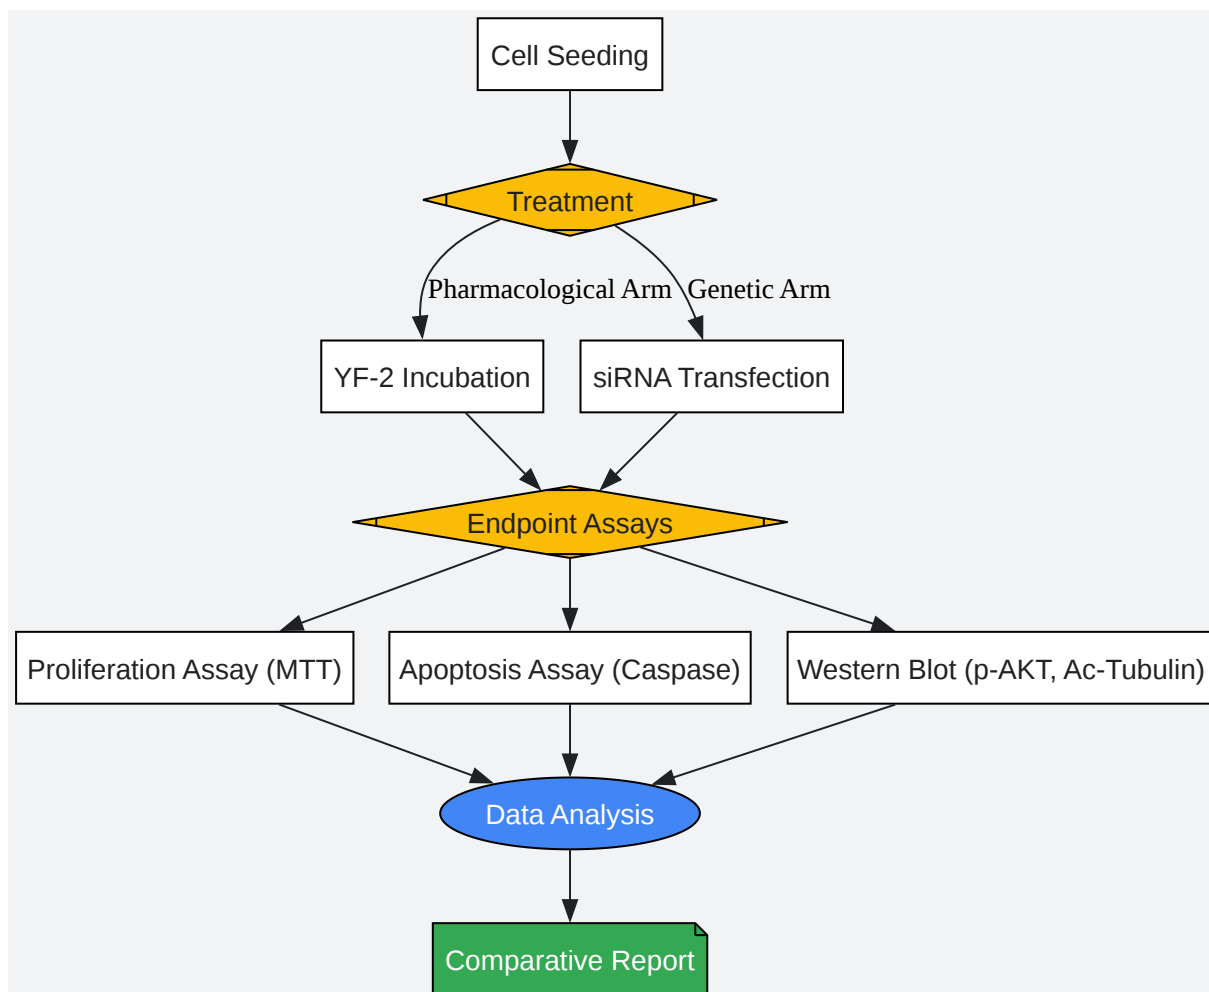 Cell Seeding
Treatment
Pharmacological Arm
Genetic Arm
YF-2 Incubation
siRNA Transfection
Endpoint Assays
Proliferation Assay (MTT)
Apoptosis Assay (Caspase)
Western Blot (p-AKT, Ac-Tubulin)
Data Analysis
Comparative Report